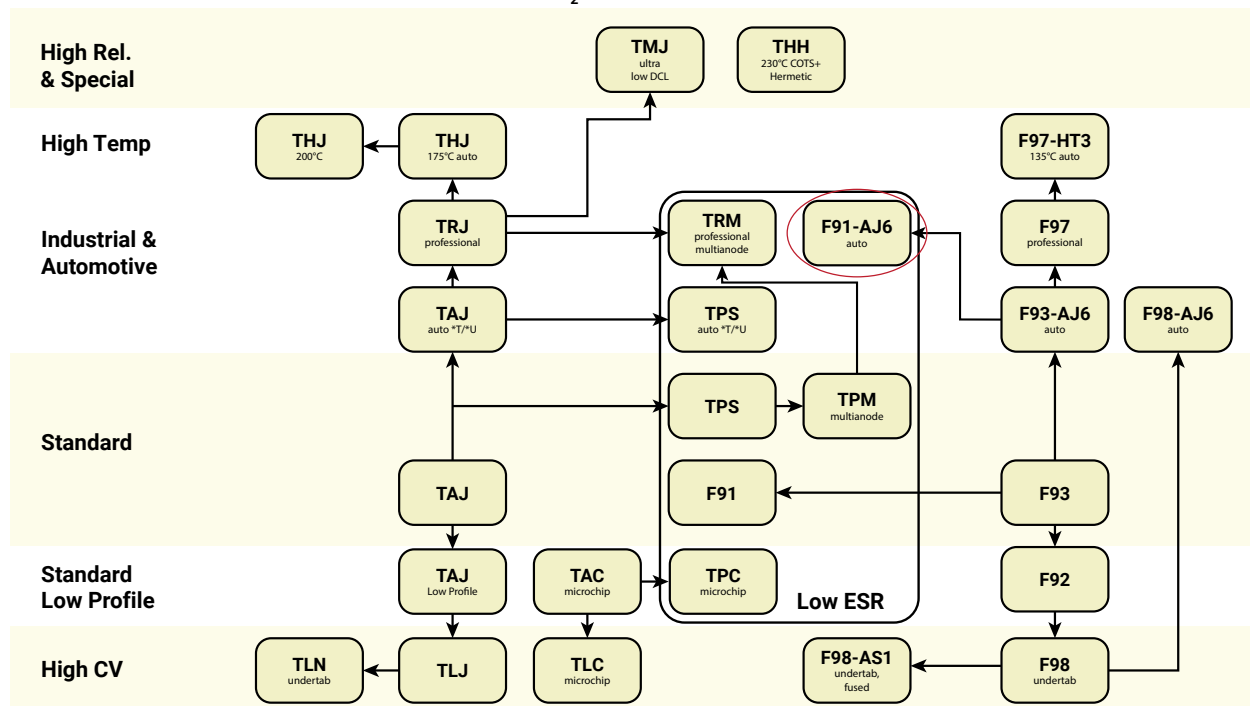 2
High Rel.
& Special
TMJ
ultra
low DCL
THH
230°C COTS+
Hermetic
High Temp
THJ
200°C
THJ
175°C auto
F97-HT3
135°C auto
Industrial &
Automotive
TRJ
professional
TRM
professional
multianode
F91-AJ6
auto
F97
professional
TAJ
auto *T/*U
TPS
auto *T/*U
F93-AJ6
auto
F98-AJ6
auto
Standard
TPS
TPM
multianode
TAJ
F91
F93
Standard
Low Profile
TAJ
Low Profile
TAC
microchip
TPC
microchip
Low ESR
F92
High CV
TLN
undertab
TLJ
TLC
microchip
F98-AS1
undertab,
fused
F98
undertab